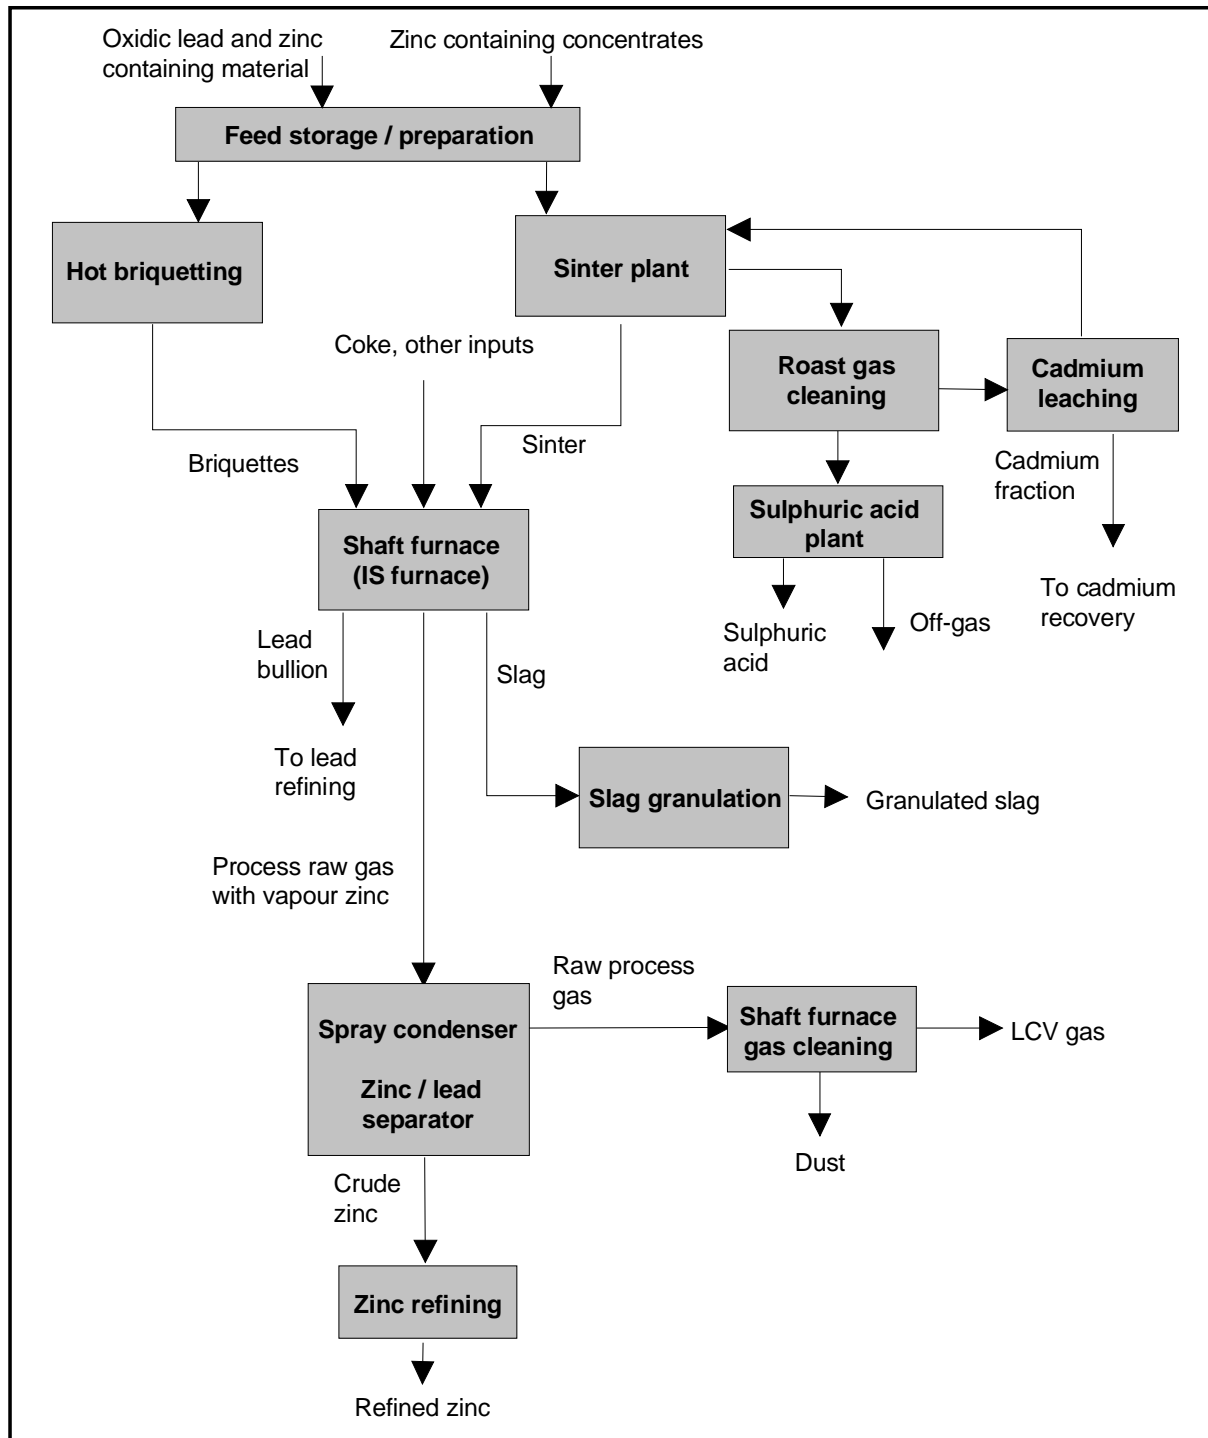 Oxidic lead and zinc
containing material
Zinc containing concentrates
Feed storage / preparation
Hot briquetting
Sinter plant
Coke, other inputs
Roast gas
cleaning
Cadmium
leaching
Briquettes
Sinter
Cadmium
fraction
Sulphuric acid
plant
Shaft furnace
(IS furnace)
To cadmium
recovery
Sulphuric
acid
Off-gas
Lead
bullion
Slag
To lead
refining
Slag granulation
Granulated slag
Process raw gas
with vapour zinc
Raw process
gas
Spray condenser
Zinc / lead
separator
Shaft furnace
gas cleaning
LCV gas
Dust
Crude
zinc
Zinc refining
Refined zinc